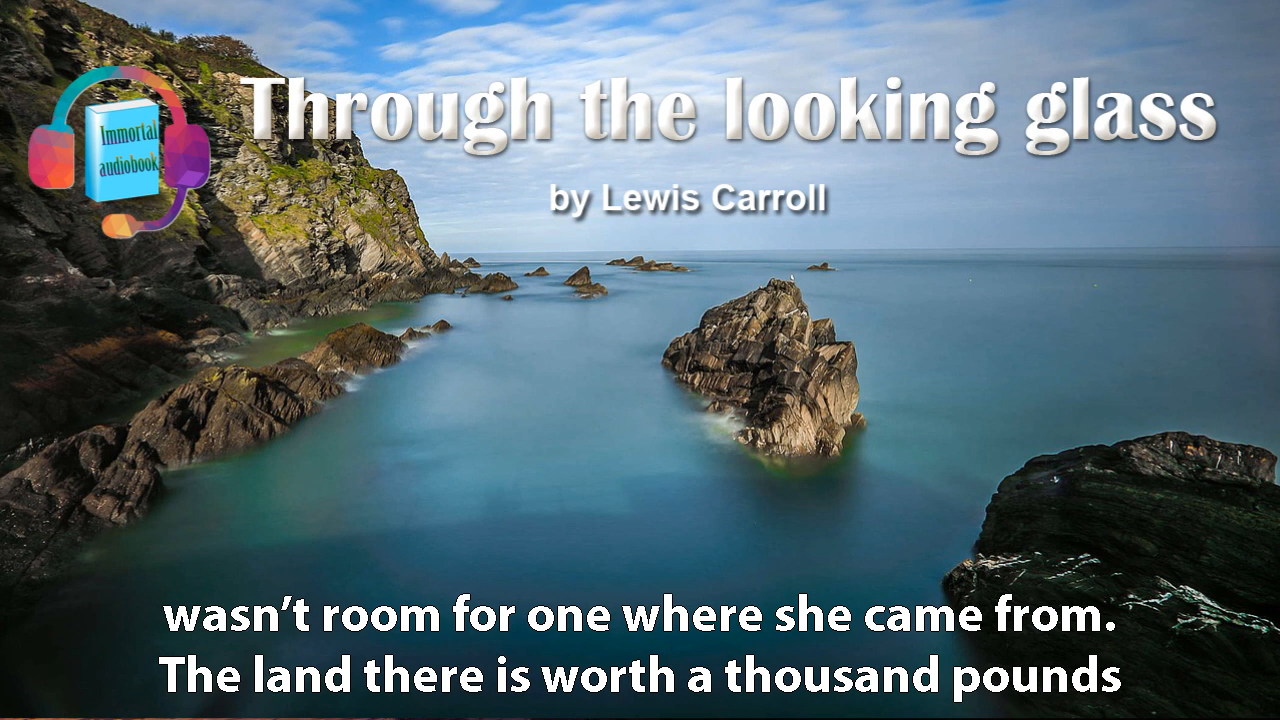 Through the looking glass
by Lewis Carroll
Immortal
audiobook
wasn’t room for one where she came from.
The land there is worth a thousand pounds